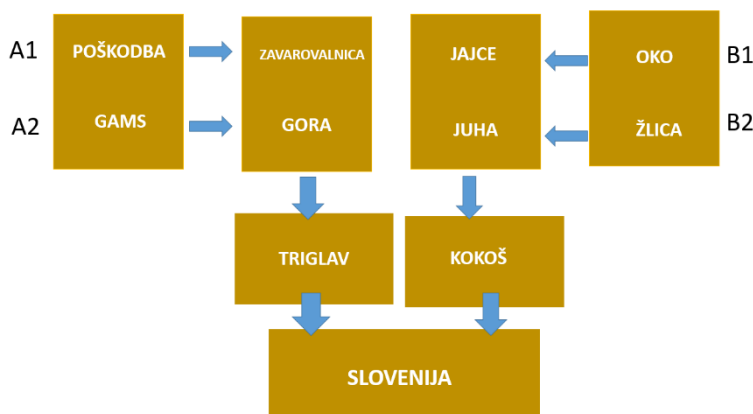 A1
POŠKODBA
ZAVAROVALNICA
JAJCE
OKO
B1
A2
GAMS
GORA
JUHA
ŽLICA
B2
TRIGLAV
KOKOŠ
SLOVENIJA